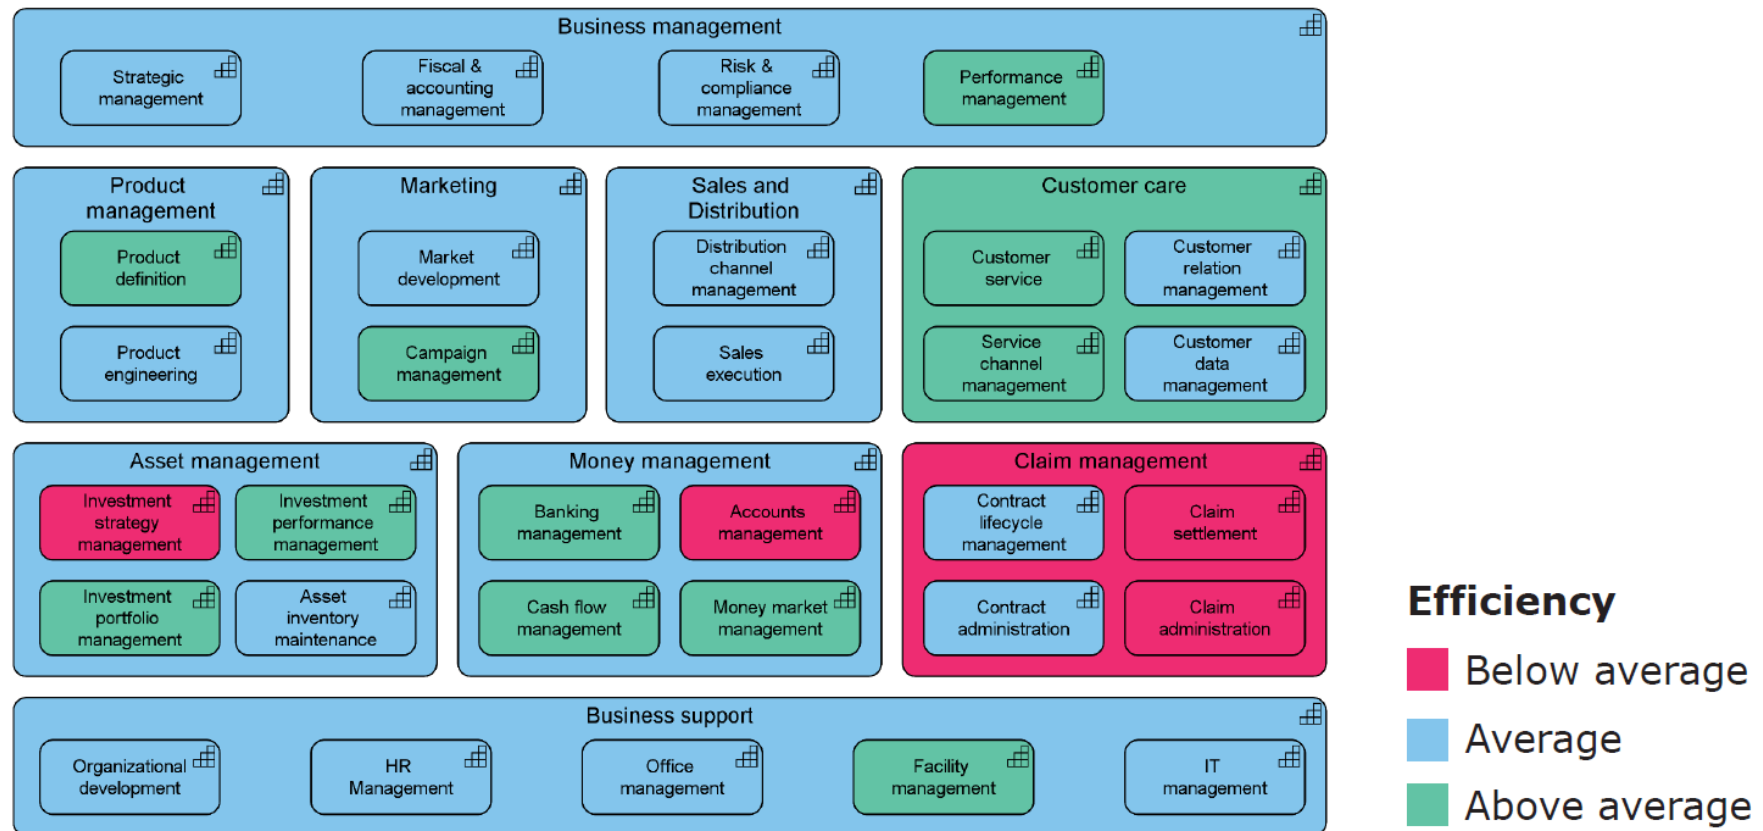 Business management
Strategic
management
Fiscal &
accounting
management
Risk &
compliance
management
Performance
management
Product
management
Product
definition
Product
engineering
Marketing
Market
development
Campaign
management
Sales and
Distribution
Distribution
channel
management
Sales
execution
Customer care
Customer
service
Customer
relation
management
Service
channel
management
Customer
data
management
Asset management
Investment
strategy
management
Investment
performance
management
Investment
portfolio
management
Asset
inventory
maintenance
Money management
Banking
management
Accounts
management
Cash flow
management
Money market
management
Claim management
Contract
lifecycle
management
Claim
settlement
Contract
administration
Claim
administration
Business support
Organizational
development
HR
Management
Office
management
Facility
management
IT
management
Efficiency
Below average
Average
Above average